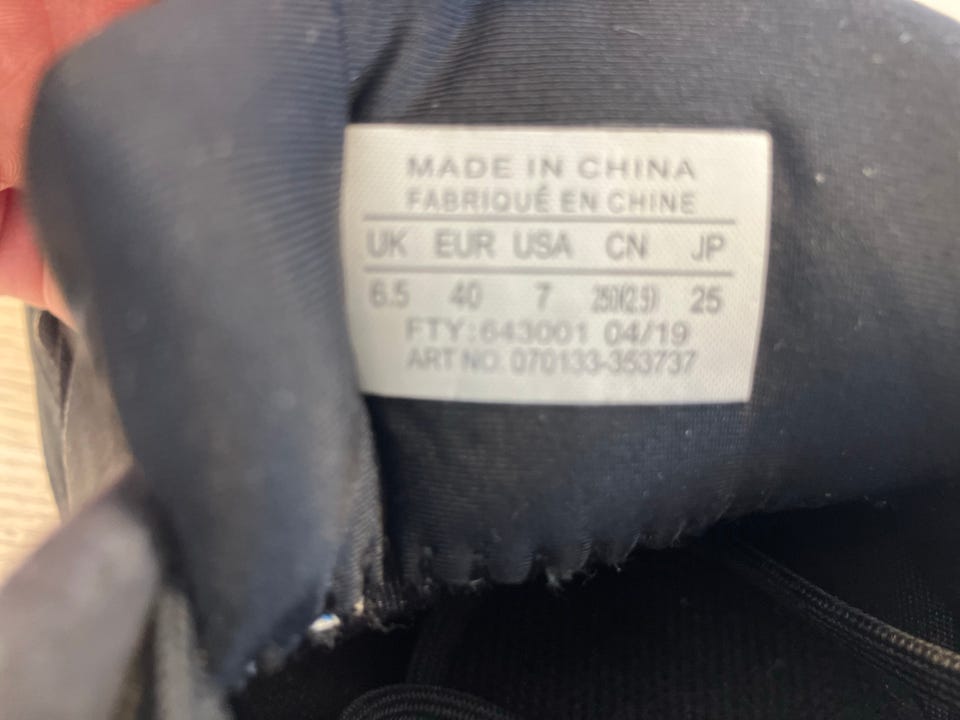 MADE IN CHINA
FABRIQUÉ EN CHINE
UK EUR USA CN JP
6.5 40 7 250(2.5) 25
FTY:643001 04/19
ART NO. 070133-353737